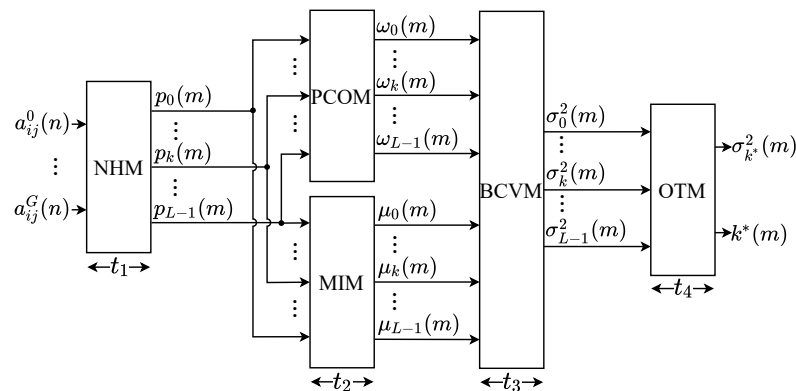 a_{ij}^{0}(n)
⋮
a_{ij}^{G}(n)
NHM
t_1
p_0(m)
⋮
p_k(m)
⋮
p_{L-1}(m)
⋮
PCOM
⋮
⋮
MIM
⋮
t_2
ω_0(m)
⋮
ω_k(m)
⋮
ω_{L-1}(m)
μ_0(m)
⋮
μ_k(m)
⋮
μ_{L-1}(m)
BCVM
t_3
σ_0^2(m)
⋮
σ_k^2(m)
⋮
σ_{L-1}^2(m)
OTM
t_4
σ_{k*}^2(m)
k*(m)